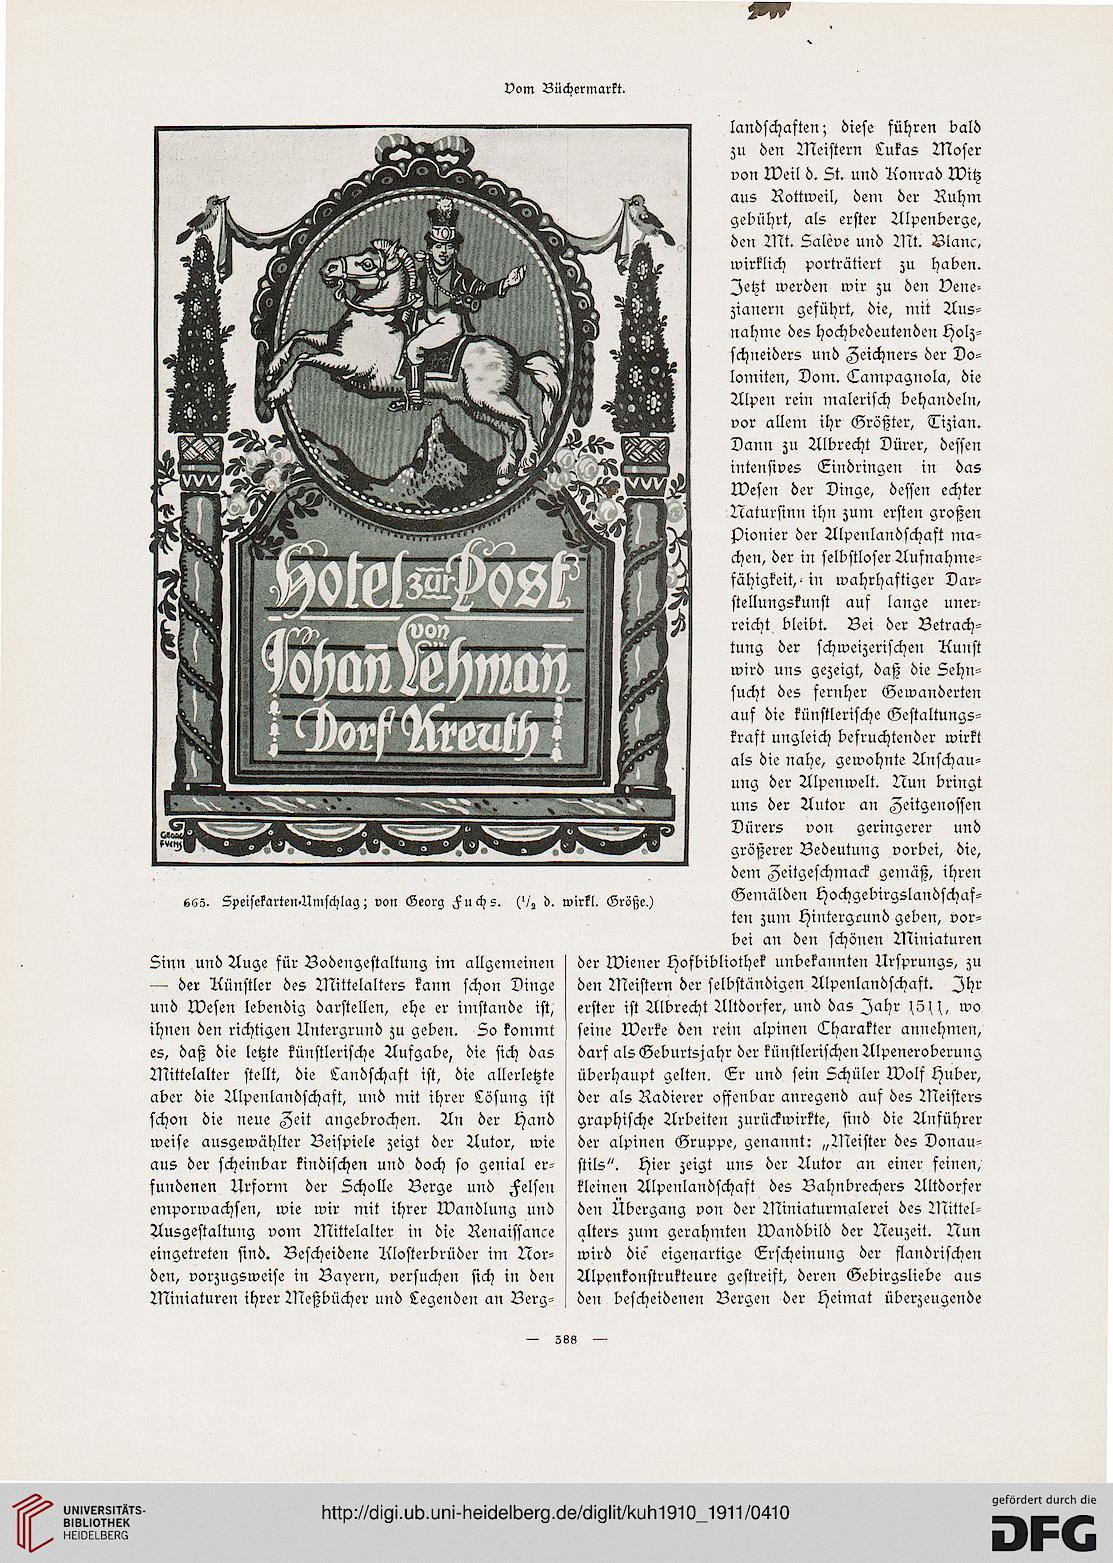 Vom Büchermarkt.
Hotel zur Post
von
Johan̅ Lehman̅
Dorf Kreuth
GEORG
FUCHS
665. Speisekarten-Umschlag; von Georg Fuchs. (¹/₂ d. wirkl. Größe.)
Sinn und Auge für Bodengestaltung im allgemeinen
— der Künstler des Mittelalters kann schon Dinge
und Wesen lebendig darstellen, ehe er imstande ist,
ihnen den richtigen Untergrund zu geben. So kommt
es, daß die letzte künstlerische Aufgabe, die sich das
Mittelalter stellt, die Landschaft ist, die allerletzte
aber die Alpenlandschaft, und mit ihrer Lösung ist
schon die neue Zeit angebrochen. An der Hand
weise ausgewählter Beispiele zeigt der Autor, wie
aus der scheinbar kindischen und doch so genial er-
fundenen Urform der Scholle Berge und Felsen
emporwachsen, wie wir mit ihrer Wandlung und
Ausgestaltung vom Mittelalter in die Renaissance
eingetreten sind. Bescheidene Klosterbrüder im Nor-
den, vorzugsweise in Bayern, versuchen sich in den
Miniaturen ihrer Meßbücher und Legenden an Berg-
landschaften; diese führen bald
zu den Meistern Lukas Moser
von Weil d. St. und Konrad Witz
aus Rottweil, dem der Ruhm
gebührt, als erster Alpenberge,
den Mt. Salève und Mt. Blanc,
wirklich porträtiert zu haben.
Jetzt werden wir zu den Vene-
zianern geführt, die, mit Aus-
nahme des hochbedeutenden Holz-
schneiders und Zeichners der Do-
lomiten, Dom. Campagnola, die
Alpen rein malerisch behandeln,
vor allem ihr Größter, Tizian.
Dann zu Albrecht Dürer, dessen
intensives Eindringen in das
Wesen der Dinge, dessen echter
Natursinn ihn zum ersten großen
Pionier der Alpenlandschaft ma-
chen, der in selbstloser Aufnahme-
fähigkeit, in wahrhaftiger Dar-
stellungskunst auf lange uner-
reicht bleibt. Bei der Betrach-
tung der schweizerischen Kunst
wird uns gezeigt, daß die Sehn-
sucht des fernher Gewanderten
auf die künstlerische Gestaltungs-
kraft ungleich befruchtender wirkt
als die nahe, gewohnte Anschau-
ung der Alpenwelt. Nun bringt
uns der Autor an Zeitgenossen
Dürers von geringerer und
größerer Bedeutung vorbei, die,
dem Zeitgeschmack gemäß, ihren
Gemälden Hochgebirgslandschaf-
ten zum Hintergrund geben, vor-
bei an den schönen Miniaturen
der Wiener Hofbibliothek unbekannten Ursprungs, zu
den Meistern der selbständigen Alpenlandschaft. Ihr
erster ist Albrecht Altdorfer, und das Jahr 1511, wo
seine Werke den rein alpinen Charakter annehmen,
darf als Geburtsjahr der künstlerischen Alpeneroberung
überhaupt gelten. Er und sein Schüler Wolf Huber,
der als Radierer offenbar anregend auf des Meisters
graphische Arbeiten zurückwirkte, sind die Anführer
der alpinen Gruppe, genannt: „Meister des Donau-
stils“. Hier zeigt uns der Autor an einer feinen,
kleinen Alpenlandschaft des Bahnbrechers Altdorfer
den Übergang von der Miniaturmalerei des Mittel-
alters zum gerahmten Wandbild der Neuzeit. Nun
wird die eigenartige Erscheinung der flandrischen
Alpenkonstrukteure gestreift, deren Gebirgsliebe aus
den bescheidenen Bergen der Heimat überzeugende
— 388 —
UNIVERSITÄTS-
BIBLIOTHEK
HEIDELBERG
http://digi.ub.uni-heidelberg.de/diglit/kuh1910_1911/0410
gefördert durch die
DFG